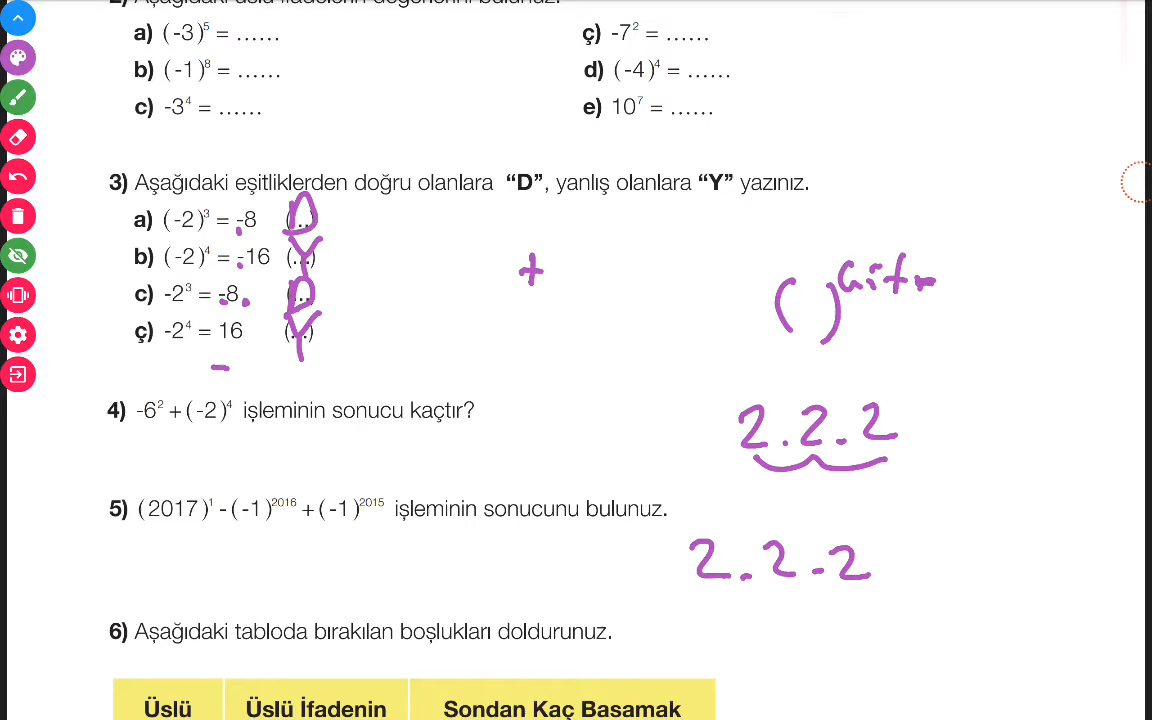 a) (-3)⁵ = ...... ç) -7² = ......
b) (-1)⁸ = ...... d) (-4)⁴ = ......
c) -3⁴ = ...... e) 10⁷ = ......
3) Aşağıdaki eşitliklerden doğru olanlara “D”, yanlış olanlara “Y” yazınız.
a) (-2)³ = -8 (...) D
b) (-2)⁴ = -16 (...) Y
+
c) -2³ = -8 (...) D
ç) -2⁴ = 16 (...) Y
-
4) -6² + (-2)⁴ işleminin sonucu kaçtır?
2.2.2
5) (2017)¹ - (-1)²⁰¹⁶ + (-1)²⁰¹⁵ işleminin sonucunu bulunuz.
2.2.2
6) Aşağıdaki tabloda bırakılan boşlukları doldurunuz.
Üslü Üslü İfadenin Sondan Kaç Basamak